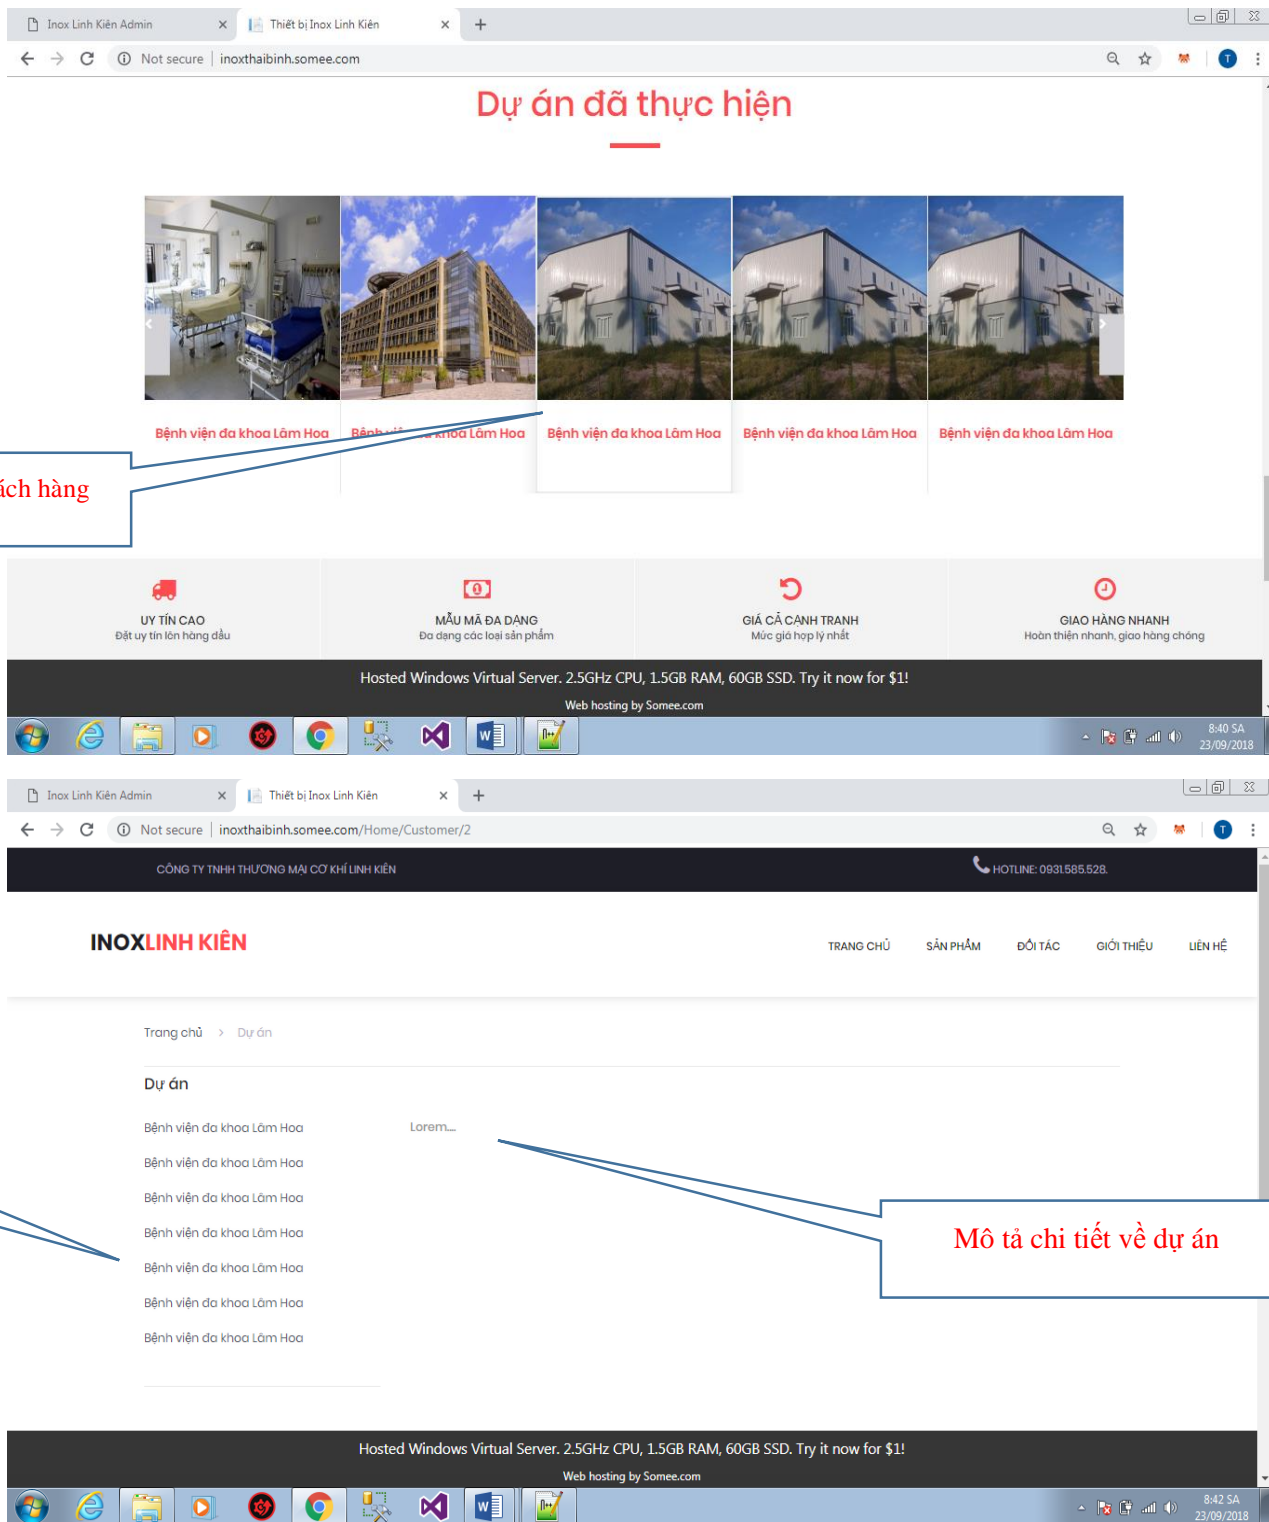 Inox Linh Kiên Admin
Thiết bị Inox Linh Kiên
Not secure | inoxthaibinh.somee.com
Dự án đã thực hiện
Bệnh viện đa khoa Lâm Hoa
Bệnh viện đa khoa Lâm Hoa
Bệnh viện đa khoa Lâm Hoa
Bệnh viện đa khoa Lâm Hoa
Bệnh viện đa khoa Lâm Hoa
ách hàng
UY TÍN CAO
Đặt uy tín lên hàng đầu
MẪU MÃ ĐA DẠNG
Đa dạng các loại sản phẩm
GIÁ CẢ CẠNH TRANH
Mức giá hợp lý nhất
GIAO HÀNG NHANH
Hoàn thiện nhanh, giao hàng chóng
Hosted Windows Virtual Server. 2.5GHz CPU, 1.5GB RAM, 60GB SSD. Try it now for $1!
Web hosting by Somee.com
8:40 SA
23/09/2018
Inox Linh Kiên Admin
Thiết bị Inox Linh Kiên
Not secure | inoxthaibinh.somee.com/Home/Customer/2
CÔNG TY TNHH THƯƠNG MẠI CƠ KHÍ LINH KIÊN
HOTLINE: 0931.585.528.
INOXLINH KIÊN
TRANG CHỦ SẢN PHẨM ĐỐI TÁC GIỚI THIỆU LIÊN HỆ
Trang chủ > Dự án
Dự án
Bệnh viện đa khoa Lâm Hoa
Lorem....
Bệnh viện đa khoa Lâm Hoa
Bệnh viện đa khoa Lâm Hoa
Bệnh viện đa khoa Lâm Hoa
Bệnh viện đa khoa Lâm Hoa
Bệnh viện đa khoa Lâm Hoa
Bệnh viện đa khoa Lâm Hoa
Mô tả chi tiết về dự án
Hosted Windows Virtual Server. 2.5GHz CPU, 1.5GB RAM, 60GB SSD. Try it now for $1!
Web hosting by Somee.com
8:42 SA
23/09/2018